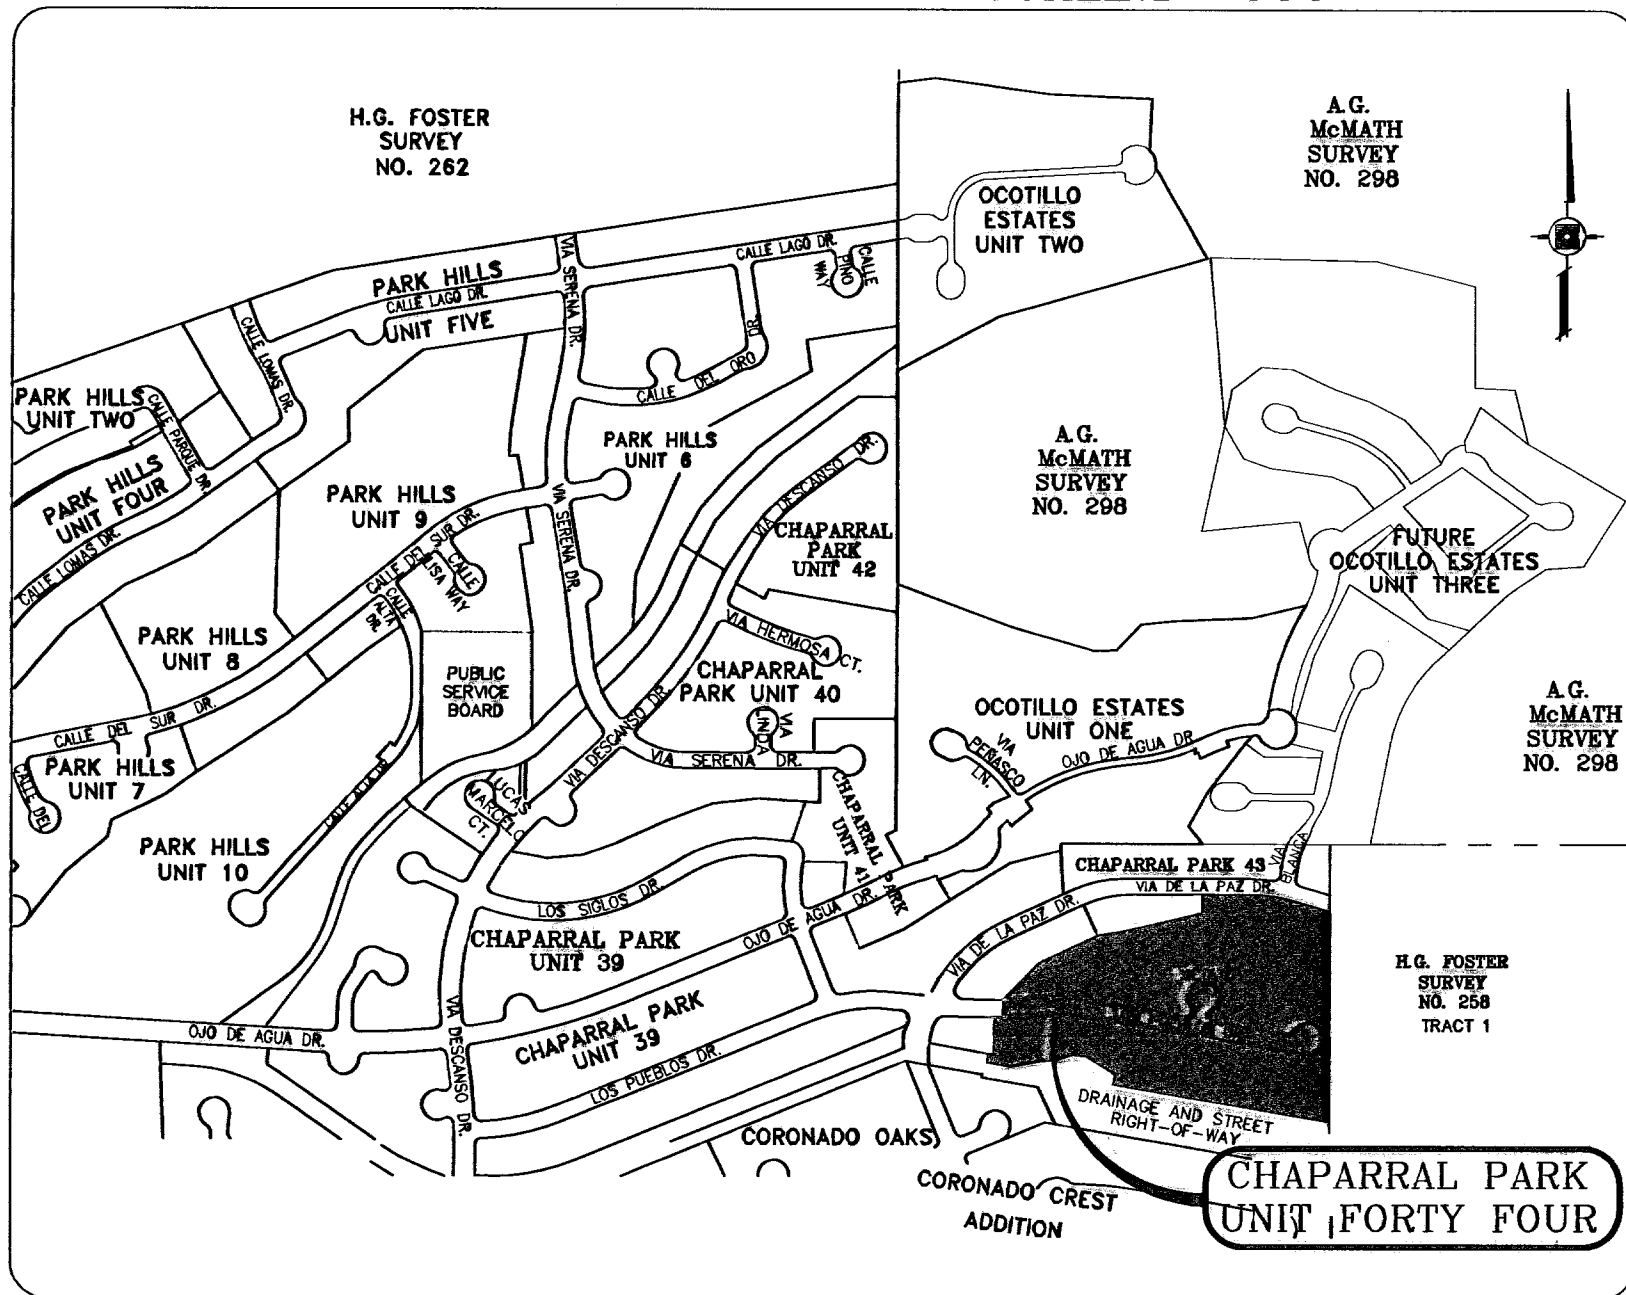 H.G. FOSTER
SURVEY
NO. 262
A.G.
McMATH
SURVEY
NO. 298
OCOTILLO
ESTATES
UNIT TWO
CALLE LAGO DR.
CALLE
PINO
WAY
VIA SERENA DR.
PARK HILLS
CALLE LAGO DR.
UNIT FIVE
CALLE LOMAS DR.
CALLE DEL ORO
DR.
PARK HILLS
UNIT TWO
CALLE PARQUE DR.
PARK HILLS
UNIT FOUR
CALLE LOMAS DR.
PARK HILLS
UNIT 6
PARK HILLS
UNIT 9
CALLE DEL SUR DR.
CALLE
LISA WAY
CALLE
ALTA
DR.
VIA SERENA DR.
VIA DESCANSO DR.
CHAPARRAL
PARK
UNIT 42
A.G.
McMATH
SURVEY
NO. 298
FUTURE
OCOTILLO ESTATES
UNIT THREE
PARK HILLS
UNIT 8
PUBLIC
SERVICE
BOARD
VIA HERMOSA CT.
CHAPARRAL
PARK UNIT 40
VIA
LINDA
VIA DESCANSO DR.
VIA SERENA DR.
OCOTILLO ESTATES
UNIT ONE
VIA
PEÑASCO
LN.
OJO DE AGUA DR
A.G.
McMATH
SURVEY
NO. 298
CALLE DEL SUR DR.
PARK HILLS
UNIT 7
CALLE DEL
CALLE ALTA DR.
LUCAS
MARCELO
CT.
PARK HILLS
UNIT 10
CHAPARRAL PARK
UNIT 41
CHAPARRAL PARK 43
VIA
BLANCA
VIA DE LA PAZ DR.
LOS SIGLOS DR.
OJO DE AGUA DR.
VIA DE LA PAZ DR.
CHAPARRAL PARK
UNIT 39
H.G. FOSTER
SURVEY
NO. 258
TRACT 1
OJO DE AGUA DR.
VIA DESCANSO DR.
CHAPARRAL PARK
UNIT 39
LOS PUEBLOS DR.
DRAINAGE AND STREET
RIGHT-OF-WAY
CORONADO OAKS
CORONADO CREST
ADDITION
CHAPARRAL PARK
UNIT FORTY FOUR